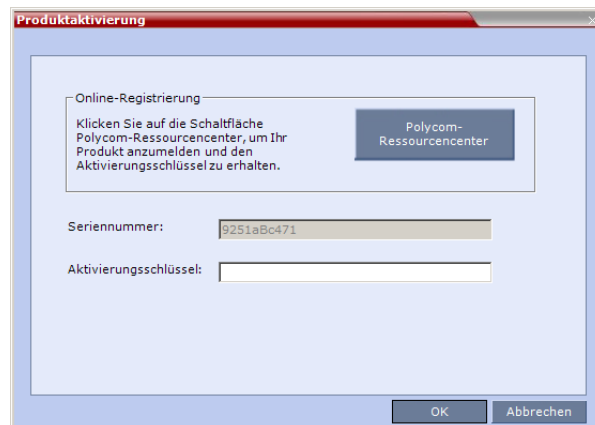 Produktaktivierung
Online-Registrierung
Klicken Sie auf die Schaltfläche
Polycom-Ressourcencenter, um Ihr
Produkt anzumelden und den
Aktivierungsschlüssel zu erhalten.
Polycom-
Ressourcencenter
Seriennummer:
9251aBc471
Aktivierungsschlüssel:
OK
Abbrechen